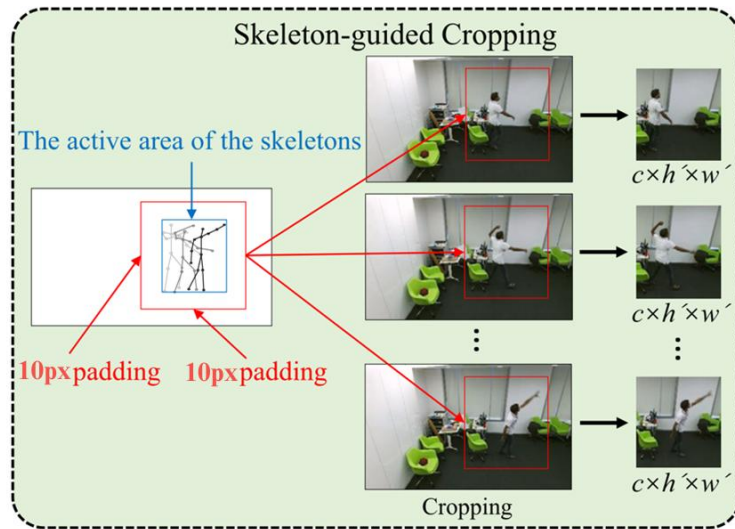 Skeleton-guided Cropping
The active area of the skeletons
10px padding
10px padding
c×h´×w´
c×h´×w´
⋮
⋮
c×h´×w´
Cropping